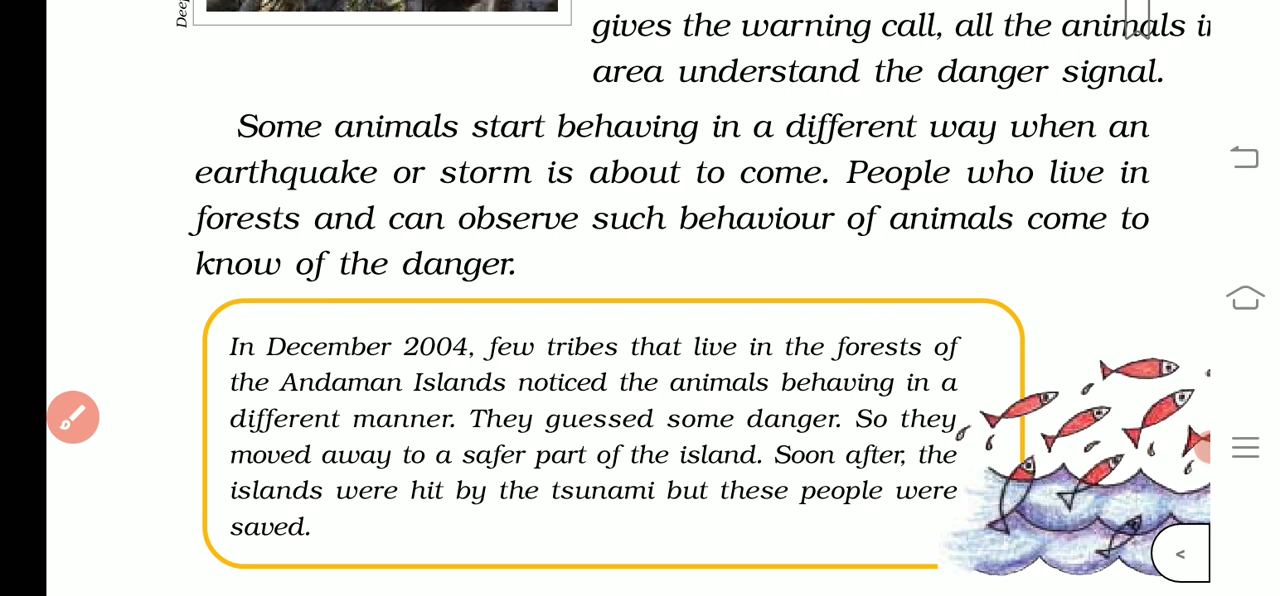 Deep
gives the warning call, all the animals in
area understand the danger signal.
Some animals start behaving in a different way when an
earthquake or storm is about to come. People who live in
forests and can observe such behaviour of animals come to
know of the danger.
In December 2004, few tribes that live in the forests of
the Andaman Islands noticed the animals behaving in a
different manner. They guessed some danger. So they
moved away to a safer part of the island. Soon after, the
islands were hit by the tsunami but these people were
saved.